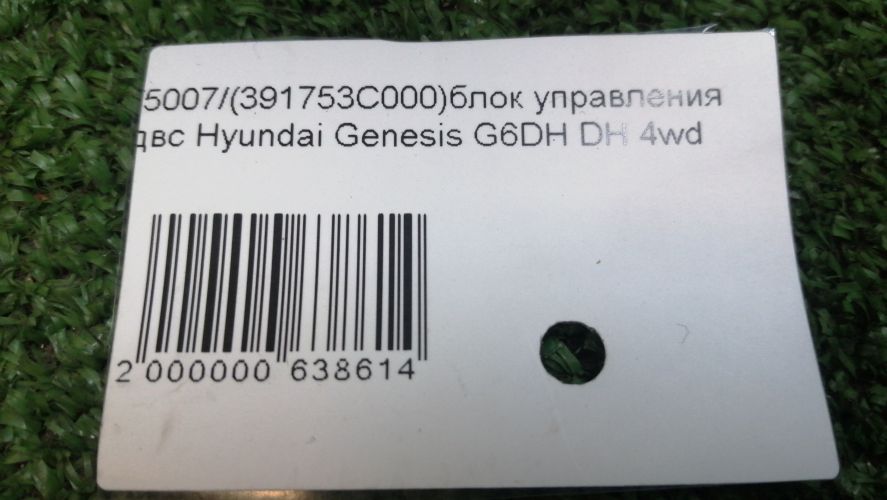 5007/(391753C000)блок управления
двс Hyundai Genesis G6DH DH 4wd
2 000000 638614